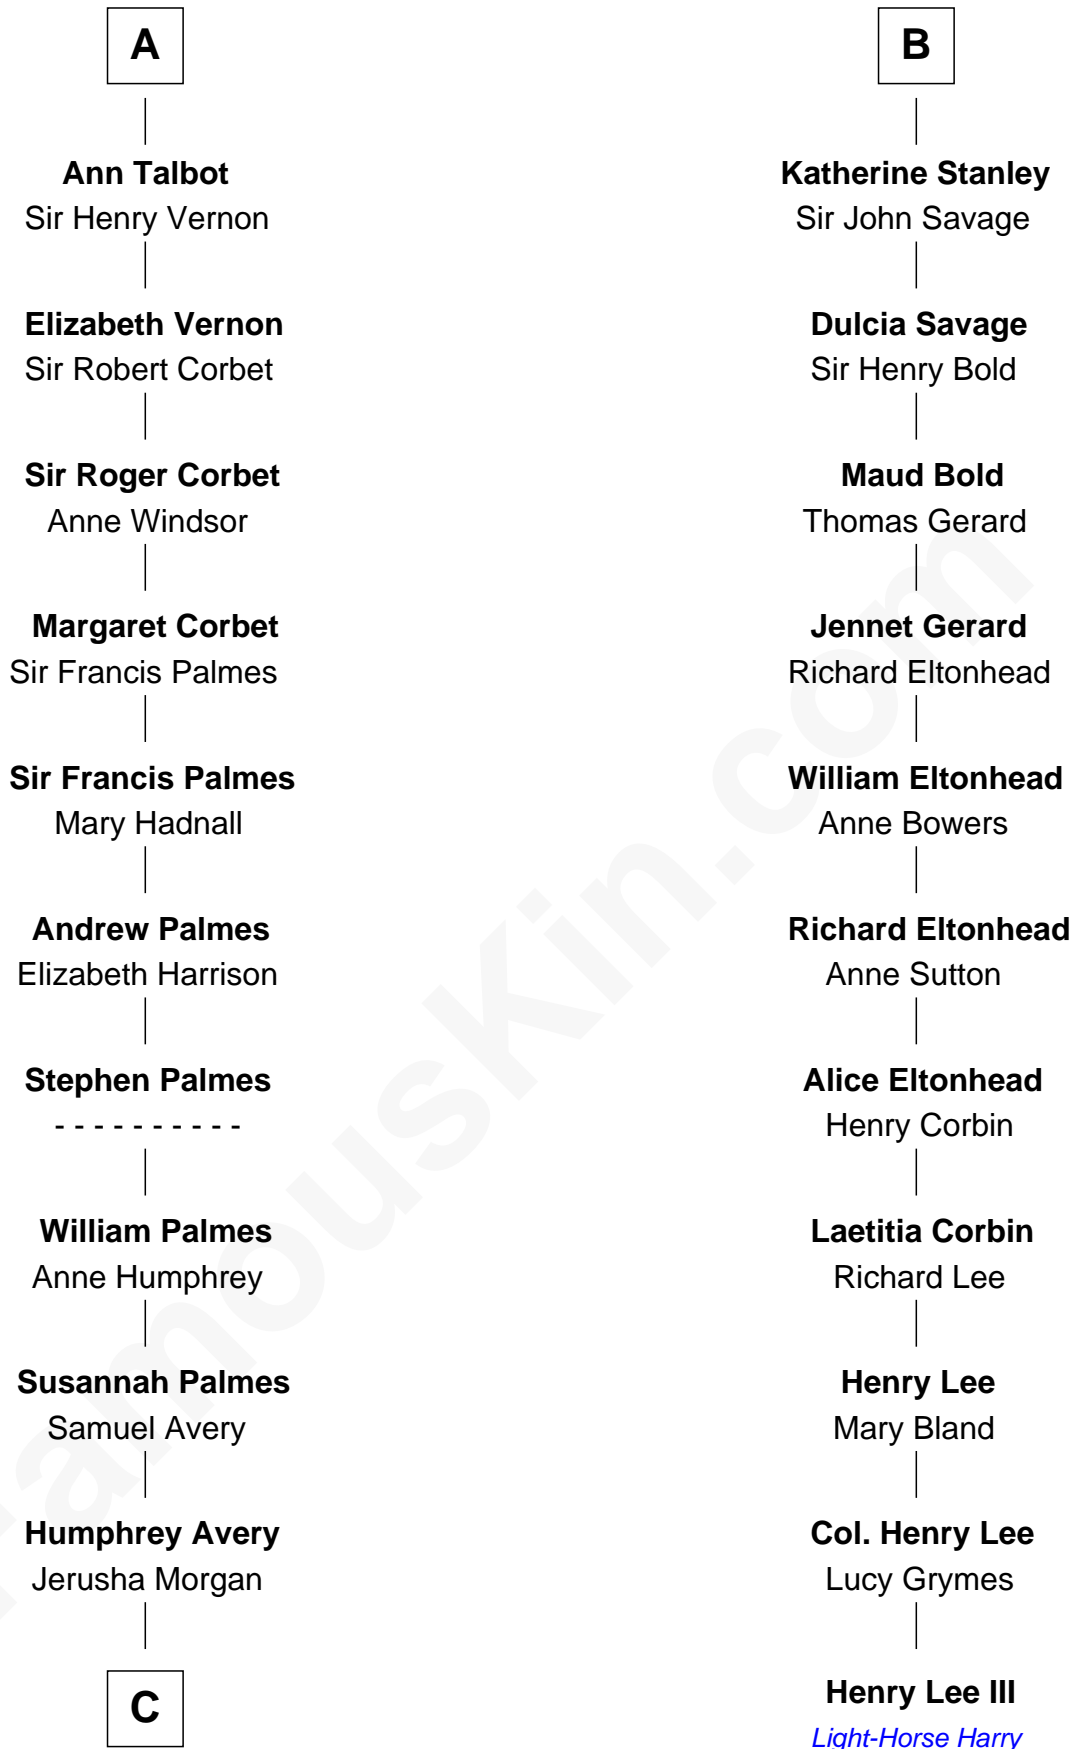 A
Ann Talbot
Sir Henry Vernon
Elizabeth Vernon
Sir Robert Corbet
Sir Roger Corbet
Anne Windsor
Margaret Corbet
Sir Francis Palmes
Sir Francis Palmes
Mary Hadnall
Andrew Palmes
Elizabeth Harrison
Stephen Palmes
- - - - - - - - - -
William Palmes
Anne Humphrey
Susannah Palmes
Samuel Avery
Humphrey Avery
Jerusha Morgan
C
B
Katherine Stanley
Sir John Savage
Dulcia Savage
Sir Henry Bold
Maud Bold
Thomas Gerard
Jennet Gerard
Richard Eltonhead
William Eltonhead
Anne Bowers
Richard Eltonhead
Anne Sutton
Alice Eltonhead
Henry Corbin
Laetitia Corbin
Richard Lee
Henry Lee
Mary Bland
Col. Henry Lee
Lucy Grymes
Henry Lee III
Light-Horse Harry
FamousKin.com